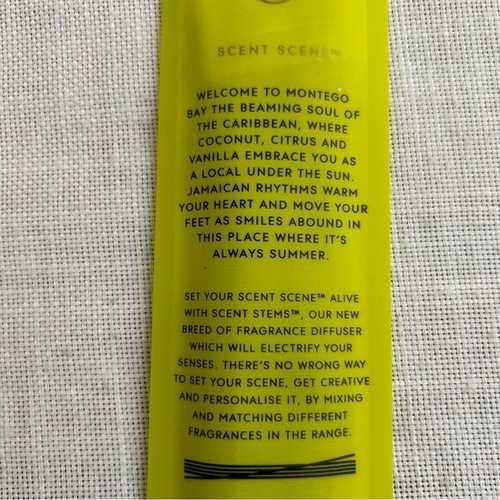 SCENT SCENE™
WELCOME TO MONTEGO
BAY THE BEAMING SOUL OF
THE CARIBBEAN, WHERE
COCONUT, CITRUS AND
VANILLA EMBRACE YOU AS
A LOCAL UNDER THE SUN.
JAMAICAN RHYTHMS WARM
YOUR HEART AND MOVE YOUR
FEET AS SMILES ABOUND IN
THIS PLACE WHERE IT'S
ALWAYS SUMMER.
SET YOUR SCENT SCENE™ ALIVE
WITH SCENT STEMS™, OUR NEW
BREED OF FRAGRANCE DIFFUSER
WHICH WILL ELECTRIFY YOUR
SENSES. THERE'S NO WRONG WAY
TO SET YOUR SCENE, GET CREATIVE
AND PERSONALISE IT, BY MIXING
AND MATCHING DIFFERENT
FRAGRANCES IN THE RANGE.